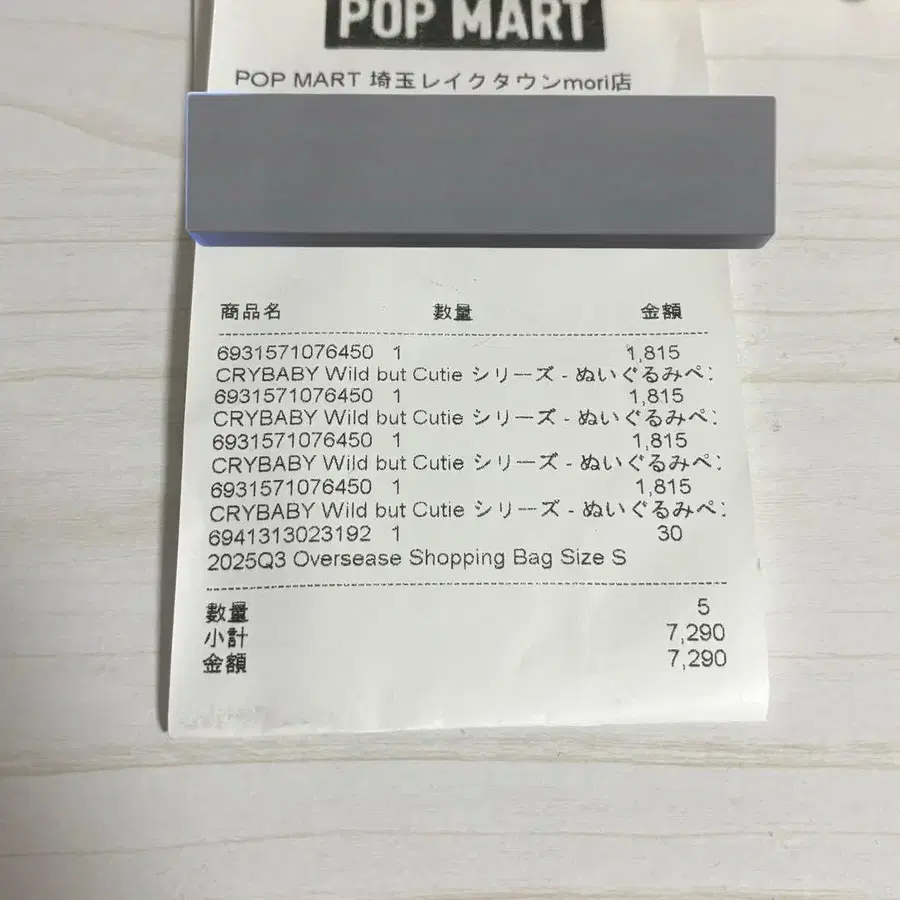 POP MART
POP MART 埼玉レイクタウンmori店
商品名 數量 金額
6931571076450 1 1,815
CRYBABY Wild but Cutie シリーズ - ぬいぐるみペ
6931571076450 1 1,815
CRYBABY Wild but Cutie シリーズ - ぬいぐるみペ
6931571076450 1 1,815
CRYBABY Wild but Cutie シリーズ - ぬいぐるみペ
6931571076450 1 1,815
CRYBABY Wild but Cutie シリーズ - ぬいぐるみペ
6941313023192 1 30
2025Q3 Oversease Shopping Bag Size S
數量 5
小計 7,290
金額 7,290